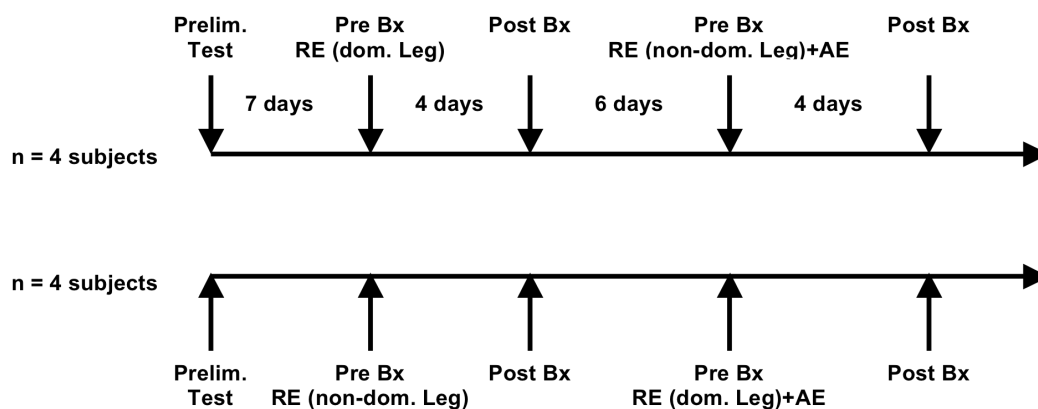 Prelim. Test
Pre Bx
RE (dom. Leg)
Post Bx
Pre Bx
RE (non-dom. Leg)+AE
Post Bx
7 days
4 days
6 days
4 days
n = 4 subjects
n = 4 subjects
Prelim. Test
Pre Bx
RE (non-dom. Leg)
Post Bx
Pre Bx
RE (dom. Leg)+AE
Post Bx